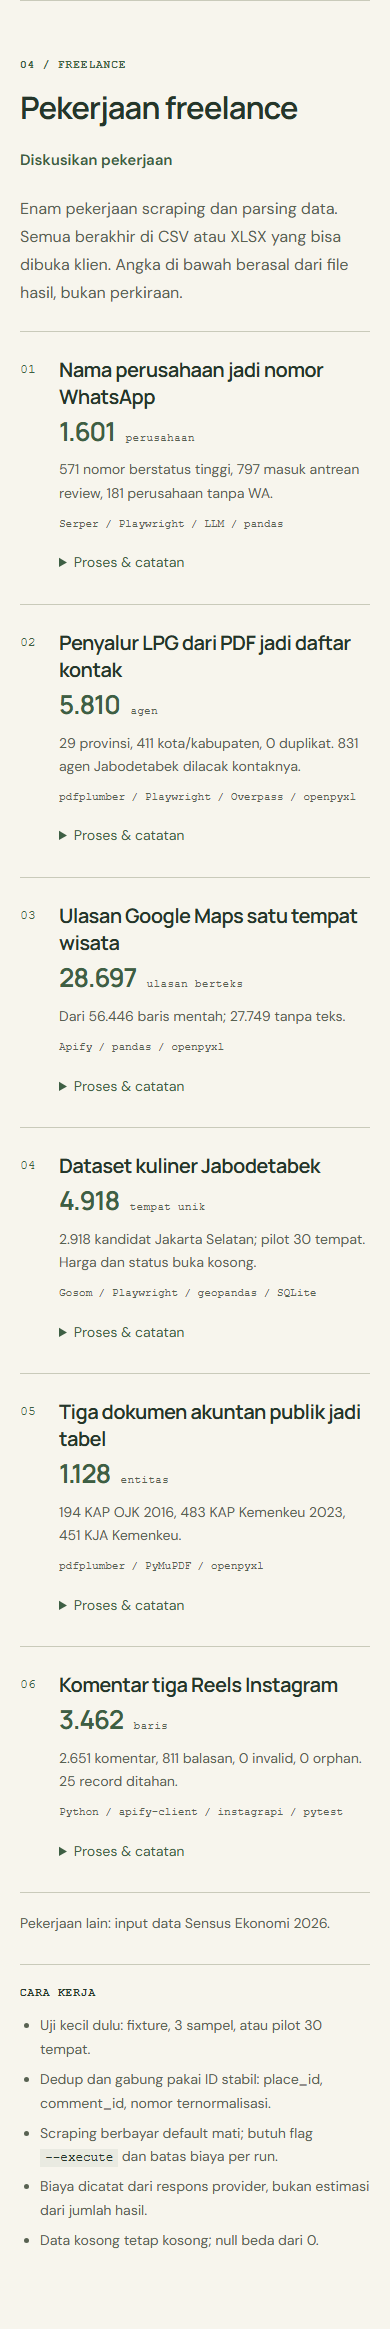 04 / FREELANCE
Pekerjaan freelance
Diskusikan pekerjaan
Enam pekerjaan scraping dan parsing data.
Semua berakhir di CSV atau XLSX yang bisa
dibuka klien. Angka di bawah berasal dari file
hasil, bukan perkiraan.
01
Nama perusahaan jadi nomor
WhatsApp
1.601 perusahaan
571 nomor berstatus tinggi, 797 masuk antrean
review, 181 perusahaan tanpa WA.
Serper / Playwright / LLM / pandas
▶ Proses & catatan
02
Penyalur LPG dari PDF jadi daftar
kontak
5.810 agen
29 provinsi, 411 kota/kabupaten, 0 duplikat. 831
agen Jabodetabek dilacak kontaknya.
pdfplumber / Playwright / Overpass / openpyxl
▶ Proses & catatan
03
Ulasan Google Maps satu tempat
wisata
28.697 ulasan berteks
Dari 56.446 baris mentah; 27.749 tanpa teks.
Apify / pandas / openpyxl
▶ Proses & catatan
04
Dataset kuliner Jabodetabek
4.918 tempat unik
2.918 kandidat Jakarta Selatan; pilot 30 tempat.
Harga dan status buka kosong.
Gosom / Playwright / geopandas / SQLite
▶ Proses & catatan
05
Tiga dokumen akuntan publik jadi
tabel
1.128 entitas
194 KAP OJK 2016, 483 KAP Kemenkeu 2023,
451 KJA Kemenkeu.
pdfplumber / PyMuPDF / openpyxl
▶ Proses & catatan
06
Komentar tiga Reels Instagram
3.462 baris
2.651 komentar, 811 balasan, 0 invalid, 0 orphan.
25 record ditahan.
Python / apify-client / instagrapi / pytest
▶ Proses & catatan
Pekerjaan lain: input data Sensus Ekonomi 2026.
CARA KERJA
• Uji kecil dulu: fixture, 3 sampel, atau pilot 30
tempat.
• Dedup dan gabung pakai ID stabil: place_id,
comment_id, nomor ternormalisasi.
• Scraping berbayar default mati; butuh flag
--execute dan batas biaya per run.
• Biaya dicatat dari respons provider, bukan estimasi
dari jumlah hasil.
• Data kosong tetap kosong; null beda dari 0.